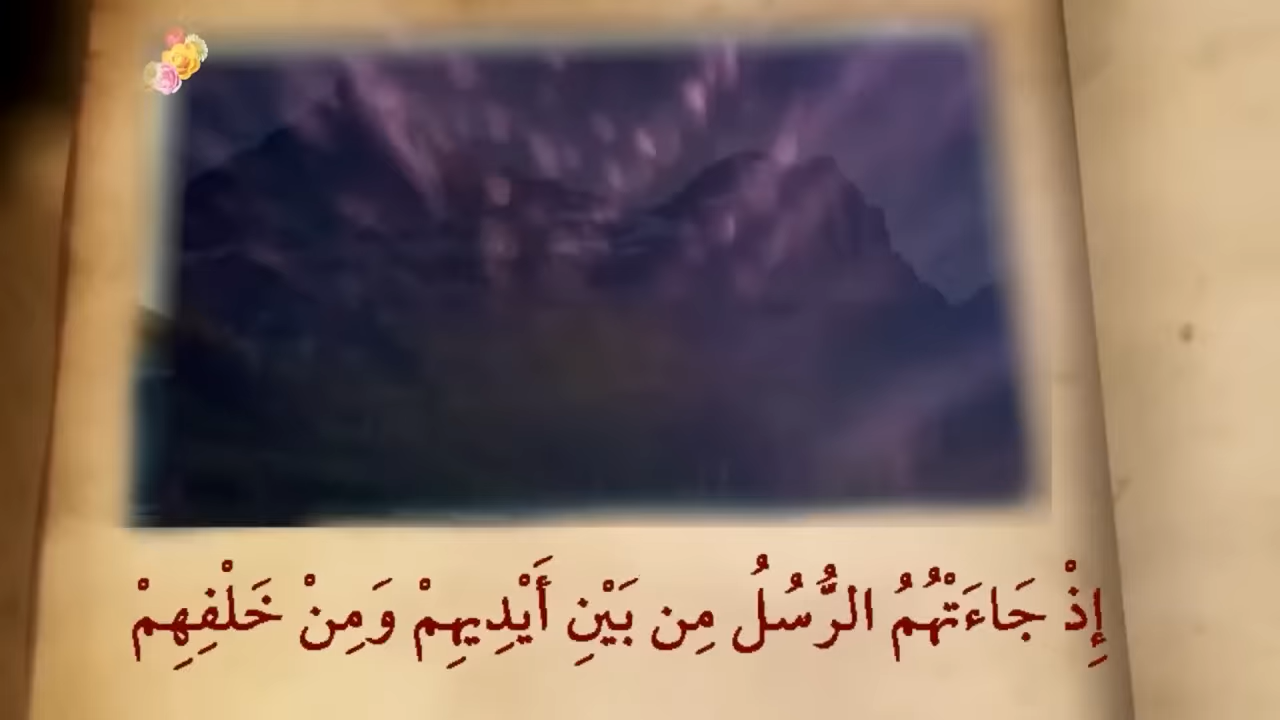 إِذْ جَاءَتْهُمُ الرُّسُلُ مِن بَيْنِ أَيْدِيهِمْ وَمِنْ خَلْفِهِمْ